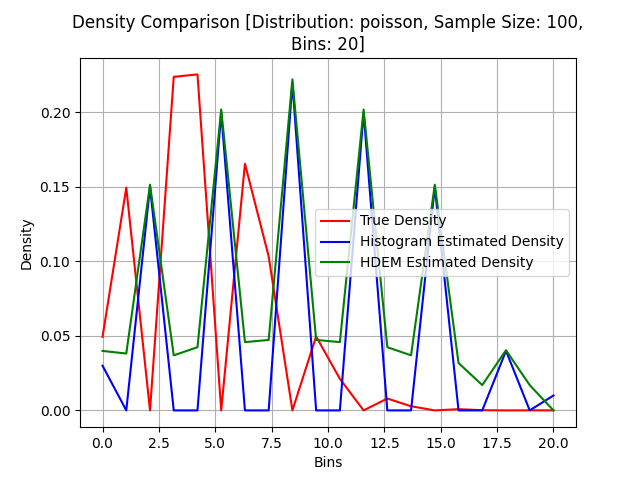 Density Comparison [Distribution: poisson, Sample Size: 100,
Bins: 20]
Density
0.20
0.15
0.10
0.05
0.00
True Density
Histogram Estimated Density
HDEM Estimated Density
0.0 2.5 5.0 7.5 10.0 12.5 15.0 17.5 20.0
Bins